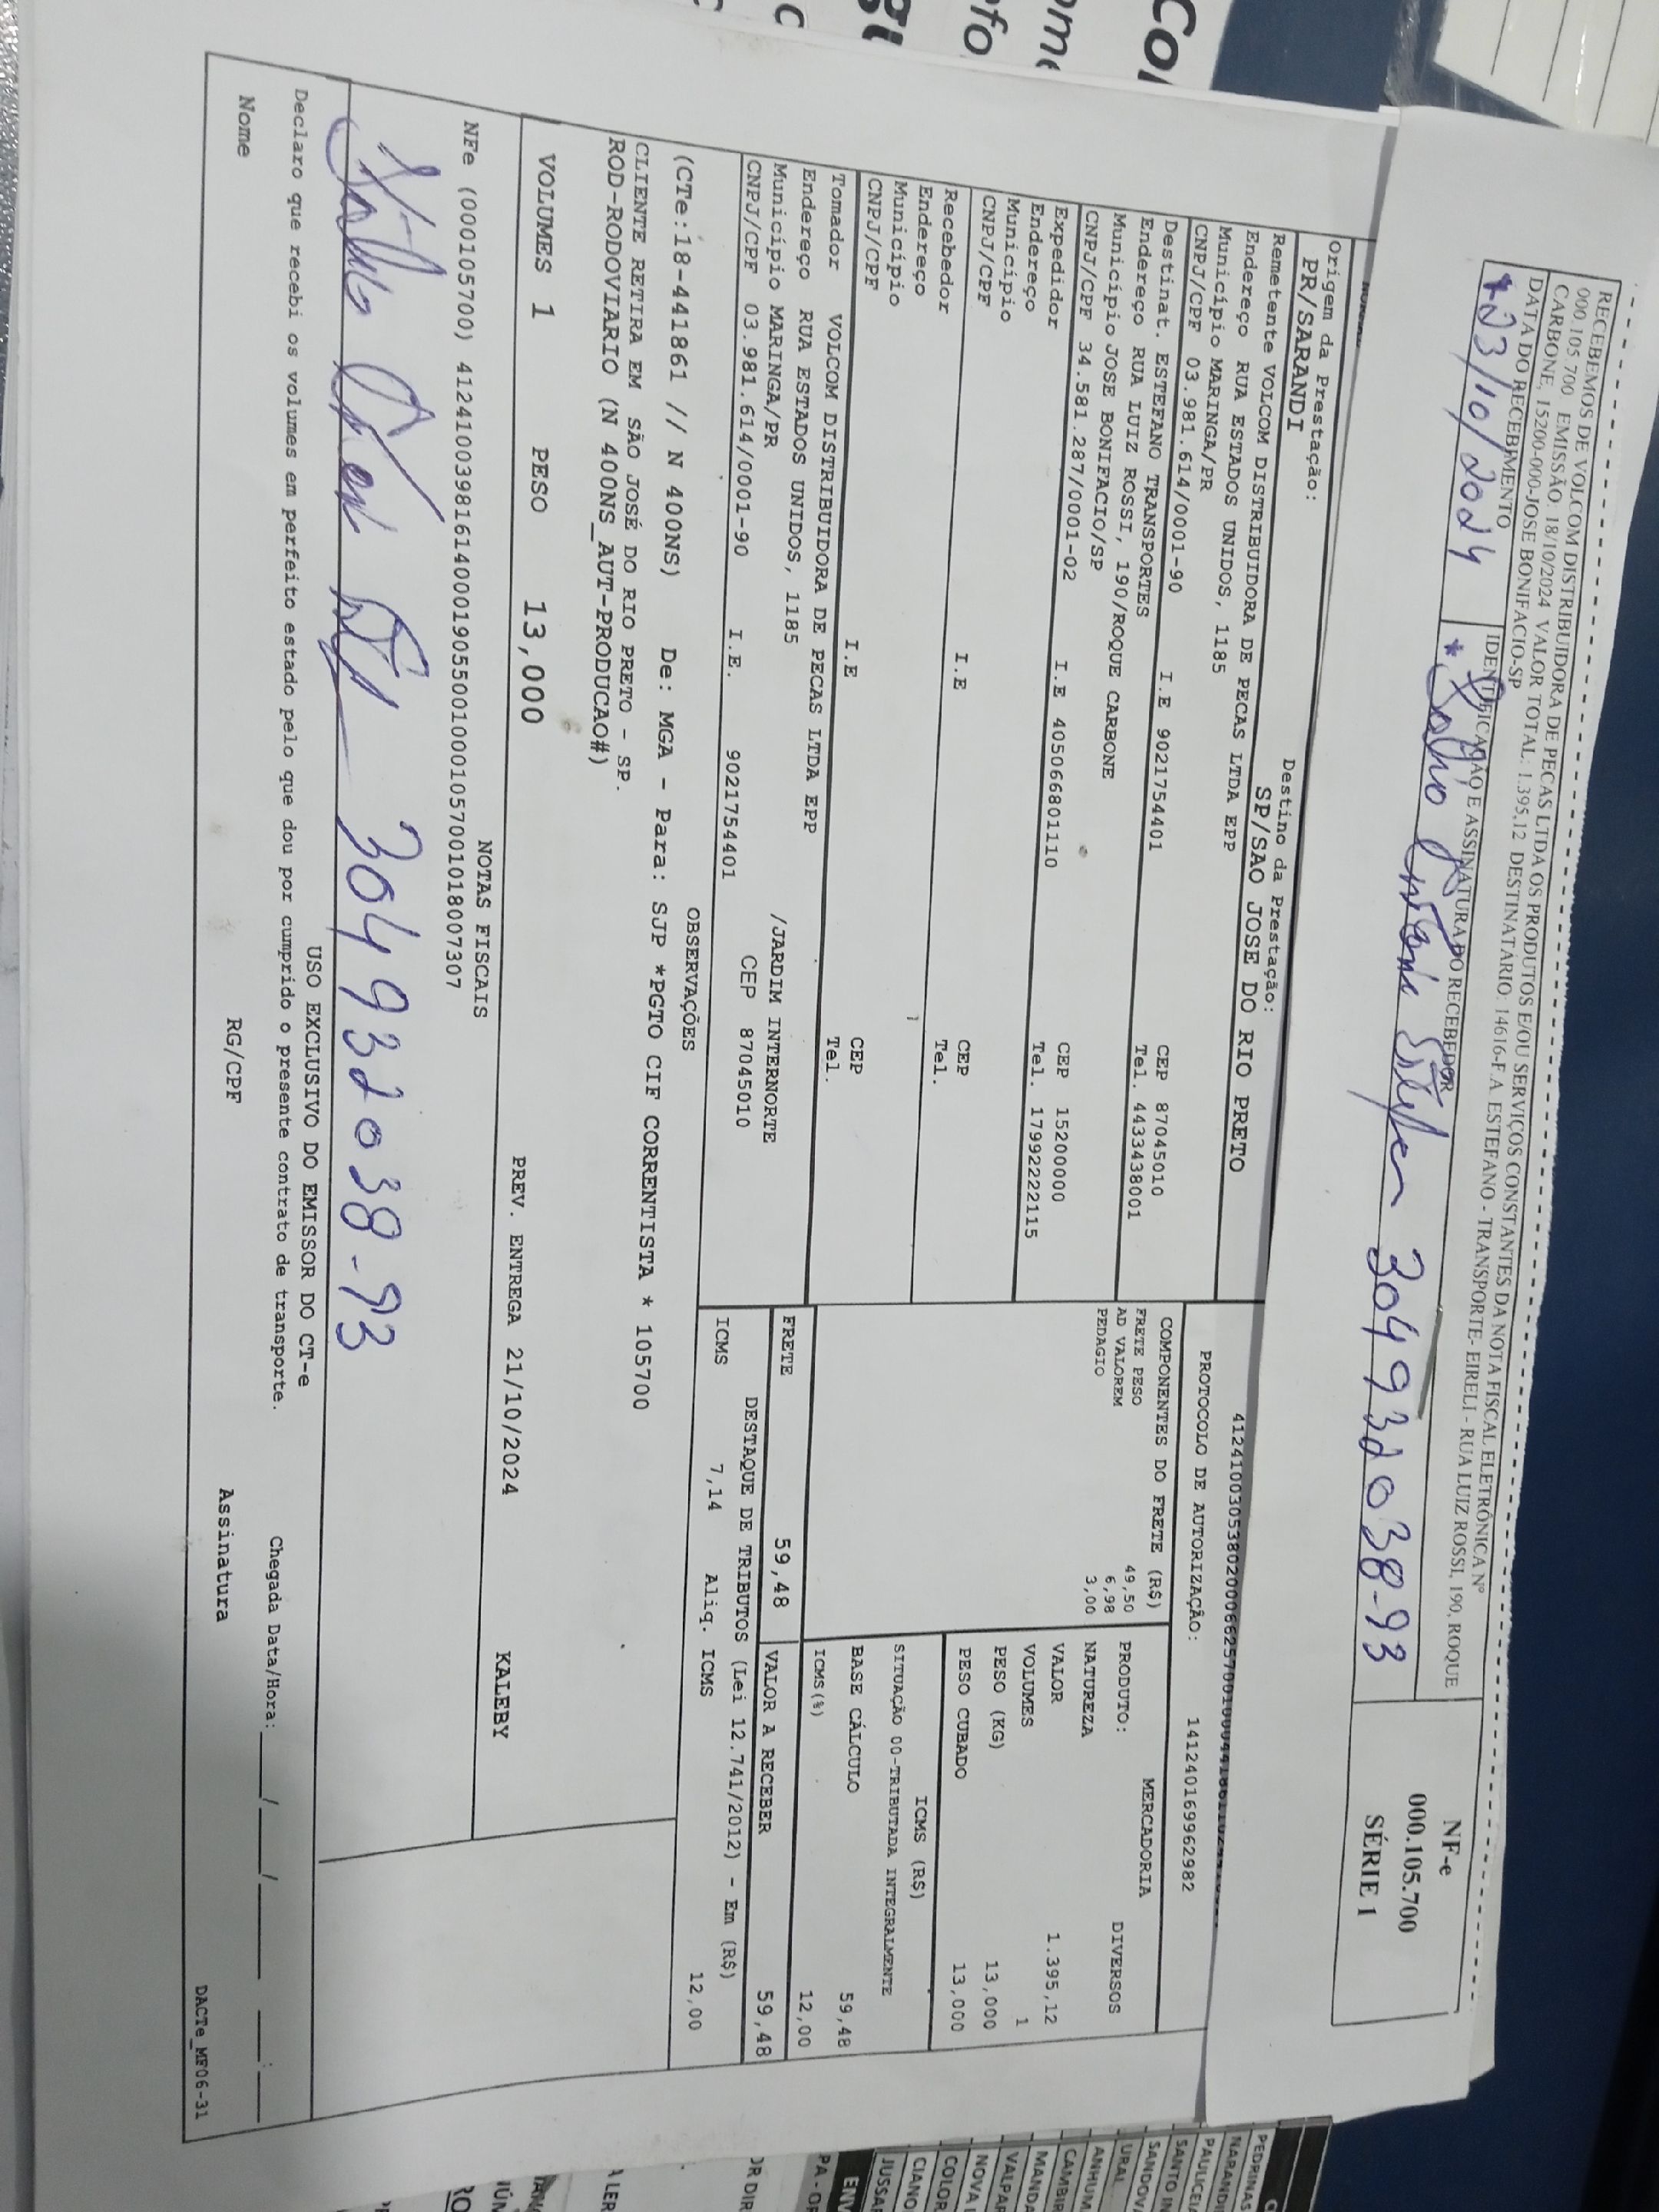 RECEBEMOS DE VOLCOM DISTRIBUIDORA DE PECAS LTDA OS PRODUTOS E/OU SERVIÇOS CONSTANTES DA NOTA FISCAL ELETRÔNICA Nº
000.105.700 EMISSÃO: 18/10/2024 VALOR TOTAL: 1.395,12 DESTINATÁRIO: 14616-F.A. ESTEFANO - TRANSPORTE- EIRELI - RUA LUIZ ROSSI, 190, ROQUE
CARBONE, 15200-000-JOSE BONIFACIO-SP
DATA DO RECEBIMENTO
IDENTIFICAÇÃO E ASSINATURA DO RECEBEDOR
23/10/2024
304 932 038-93
NF-e
000.105.700
SÉRIE 1
Origem da Prestação:
PR/SARANDI
Destino da Prestação:
SP/SAO JOSE DO RIO PRETO
Remetente VOLCOM DISTRIBUIDORA DE PECAS LTDA EPP
Endereço RUA ESTADOS UNIDOS, 1185
Município MARINGA/PR CEP 87045010
CNPJ/CPF 03.981.614/0001-90 I.E 9021754401 Tel. 4433438001
Destinat. ESTEFANO TRANSPORTES
Endereço RUA LUIZ ROSSI, 190/ROQUE CARBONE
Município JOSE BONIFACIO/SP CEP 15200000
CNPJ/CPF 34.581.287/0001-02 I.E 405066801110 Tel. 17992222115
Expedidor
Endereço
Município CEP
CNPJ/CPF I.E Tel.
Recebedor
Endereço
Município CEP
CNPJ/CPF I.E Tel.
Tomador VOLCOM DISTRIBUIDORA DE PECAS LTDA EPP
Endereço RUA ESTADOS UNIDOS, 1185 /JARDIM INTERNORTE
Município MARINGA/PR CEP 87045010
CNPJ/CPF 03.981.614/0001-90 I.E. 9021754401
PROTOCOLO DE AUTORIZAÇÃO: 141240169962982
COMPONENTES DO FRETE (R$)
FRETE PESO 49,50
AD VALOREM 6,98
PEDAGIO 3,00
PRODUTO: MERCADORIA
NATUREZA DIVERSOS
VALOR 1.395,12
VOLUMES 1
PESO (KG) 13,000
PESO CUBADO 13,000
ICMS (R$)
SITUAÇÃO 00-TRIBUTADA INTEGRALMENTE
BASE CÁLCULO 59,48
ICMS(%) 12,00
FRETE 59,48
VALOR A RECEBER 59,48
DESTAQUE DE TRIBUTOS (Lei 12.741/2012) - Em (R$)
ICMS 7,14 Aliq. ICMS 12,00
OBSERVAÇÕES
(CTe:18-441861 // N 400NS) De: MGA - Para: SJP *PGTO CIF CORRENTISTA * 105700
CLIENTE RETIRA EM SÃO JOSÉ DO RIO PRETO - SP.
ROD-RODOVIARIO (N 400NS_AUT-PRODUCAO#)
VOLUMES 1 PESO 13,000 PREV. ENTREGA 21/10/2024 KALEBY
NOTAS FISCAIS
NFe (000105700) 41241003981614000190550010001057001018007307
304 932 038-93
USO EXCLUSIVO DO EMISSOR DO CT-e
Declaro que recebi os volumes em perfeito estado pelo que dou por cumprido o presente contrato de transporte.
Chegada Data/Hora: ___/___/_____ __:__
Nome RG/CPF Assinatura
DACTe_MF06-31